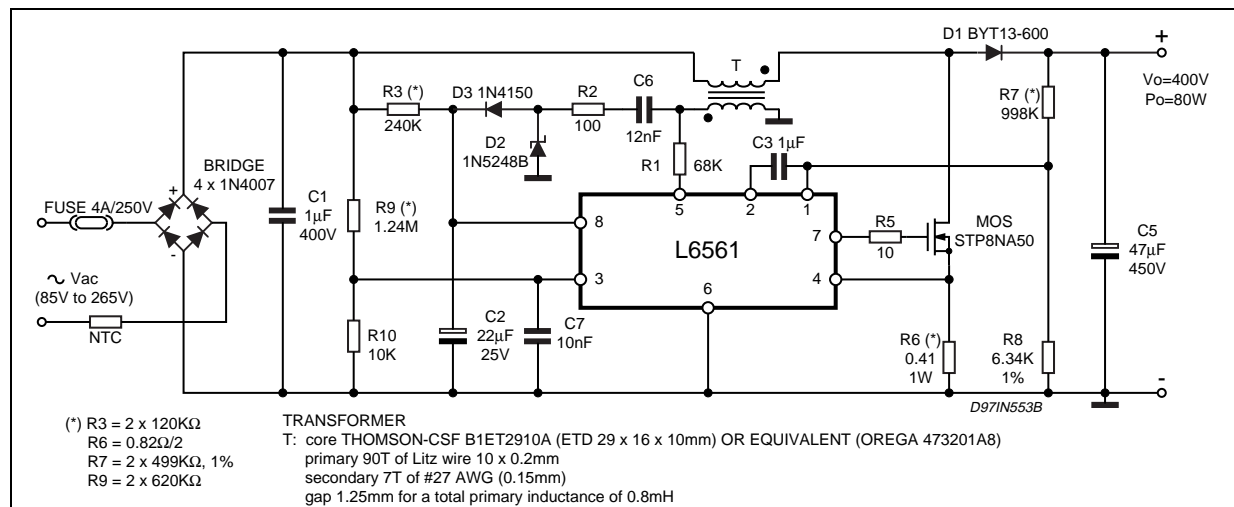 D1 BYT13-600
+
Vo=400V
Po=80W
T
C6
12nF
R3 (*)
240K
D3 1N4150
R2
100
R7 (*)
998K
D2
1N5248B
C3 1µF
R1
68K
BRIDGE
4 x 1N4007
+
-
FUSE 4A/250V
C1
1µF
400V
R9 (*)
1.24M
5
2
1
8
7
R5
10
MOS
STP8NA50
C5
47µF
450V
L6561
3
4
6
~ Vac
(85V to 265V)
NTC
R10
10K
C2
22µF
25V
C7
10nF
R6 (*)
0.41
1W
R8
6.34K
1%
-
D97IN553B
(*) R3 = 2 x 120KΩ
R6 = 0.82Ω/2
R7 = 2 x 499KΩ, 1%
R9 = 2 x 620KΩ
TRANSFORMER
T: core THOMSON-CSF B1ET2910A (ETD 29 x 16 x 10mm) OR EQUIVALENT (OREGA 473201A8)
primary 90T of Litz wire 10 x 0.2mm
secondary 7T of #27 AWG (0.15mm)
gap 1.25mm for a total primary inductance of 0.8mH